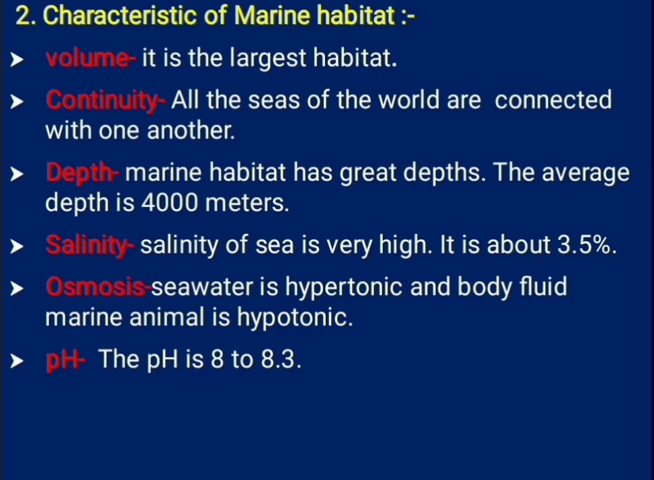 2. Characteristic of Marine habitat :-
➤ volume- it is the largest habitat.
➤ Continuity- All the seas of the world are connected
with one another.
➤ Depth- marine habitat has great depths. The average
depth is 4000 meters.
➤ Salinity- salinity of sea is very high. It is about 3.5%.
➤ Osmosis-seawater is hypertonic and body fluid
marine animal is hypotonic.
➤ pH- The pH is 8 to 8.3.